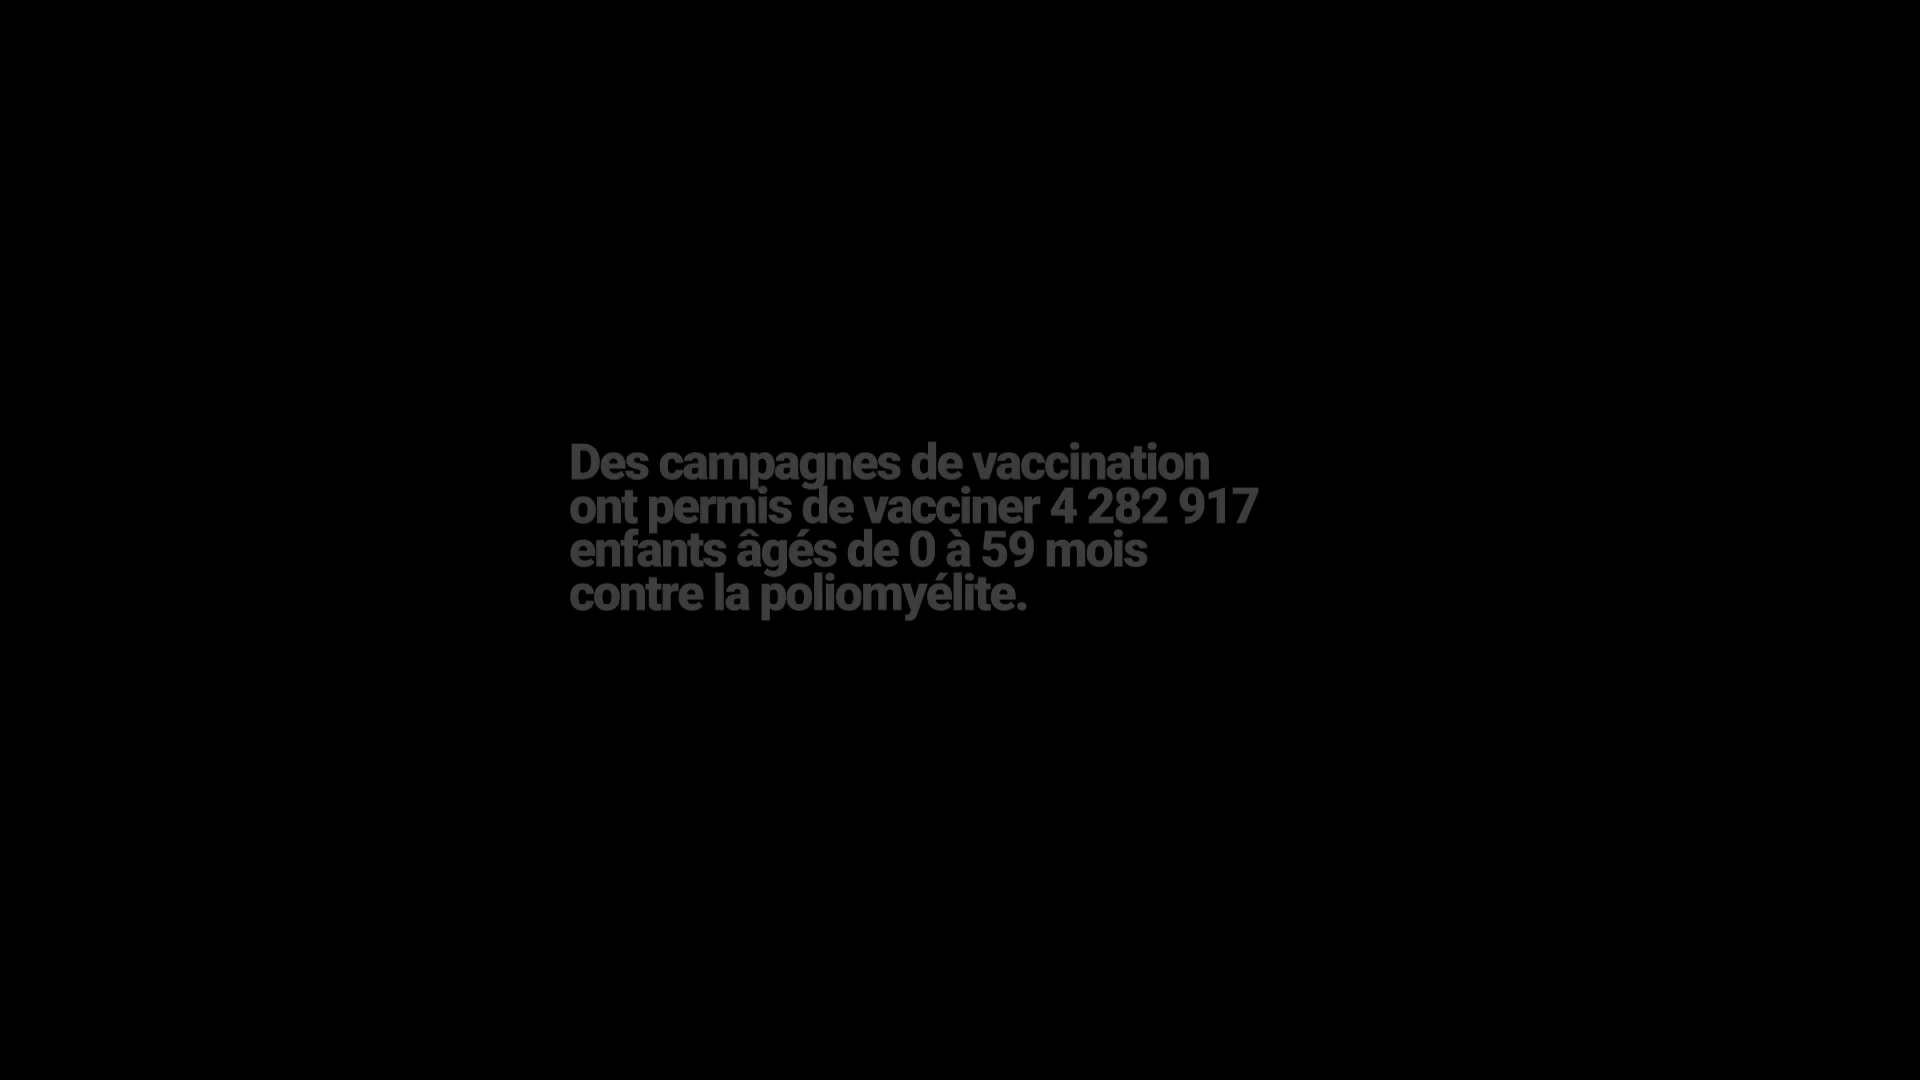 Des campagnes de vaccination
ont permis de vacciner 4 282 917
enfants âgés de 0 à 59 mois
contre la poliomyélite.